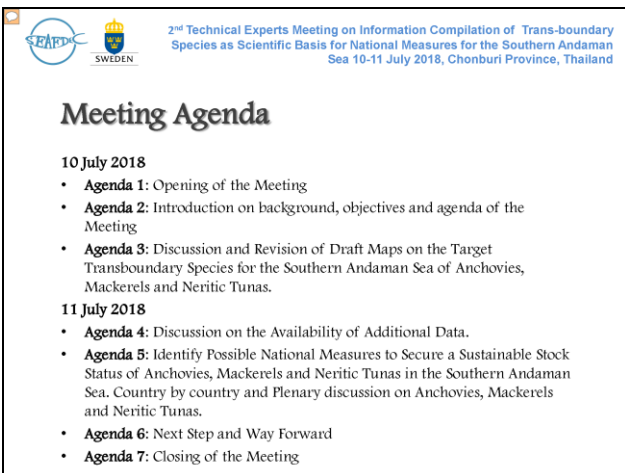 SEAFDEC
SWEDEN
2nd Technical Experts Meeting on Information Compilation of Trans-boundary
Species as Scientific Basis for National Measures for the Southern Andaman
Sea 10-11 July 2018, Chonburi Province, Thailand
Meeting Agenda
10 July 2018
• Agenda 1: Opening of the Meeting
• Agenda 2: Introduction on background, objectives and agenda of the
Meeting
• Agenda 3: Discussion and Revision of Draft Maps on the Target
Transboundary Species for the Southern Andaman Sea of Anchovies,
Mackerels and Neritic Tunas.
11 July 2018
• Agenda 4: Discussion on the Availability of Additional Data.
• Agenda 5: Identify Possible National Measures to Secure a Sustainable Stock
Status of Anchovies, Mackerels and Neritic Tunas in the Southern Andaman
Sea. Country by country and Plenary discussion on Anchovies, Mackerels
and Neritic Tunas.
• Agenda 6: Next Step and Way Forward
• Agenda 7: Closing of the Meeting